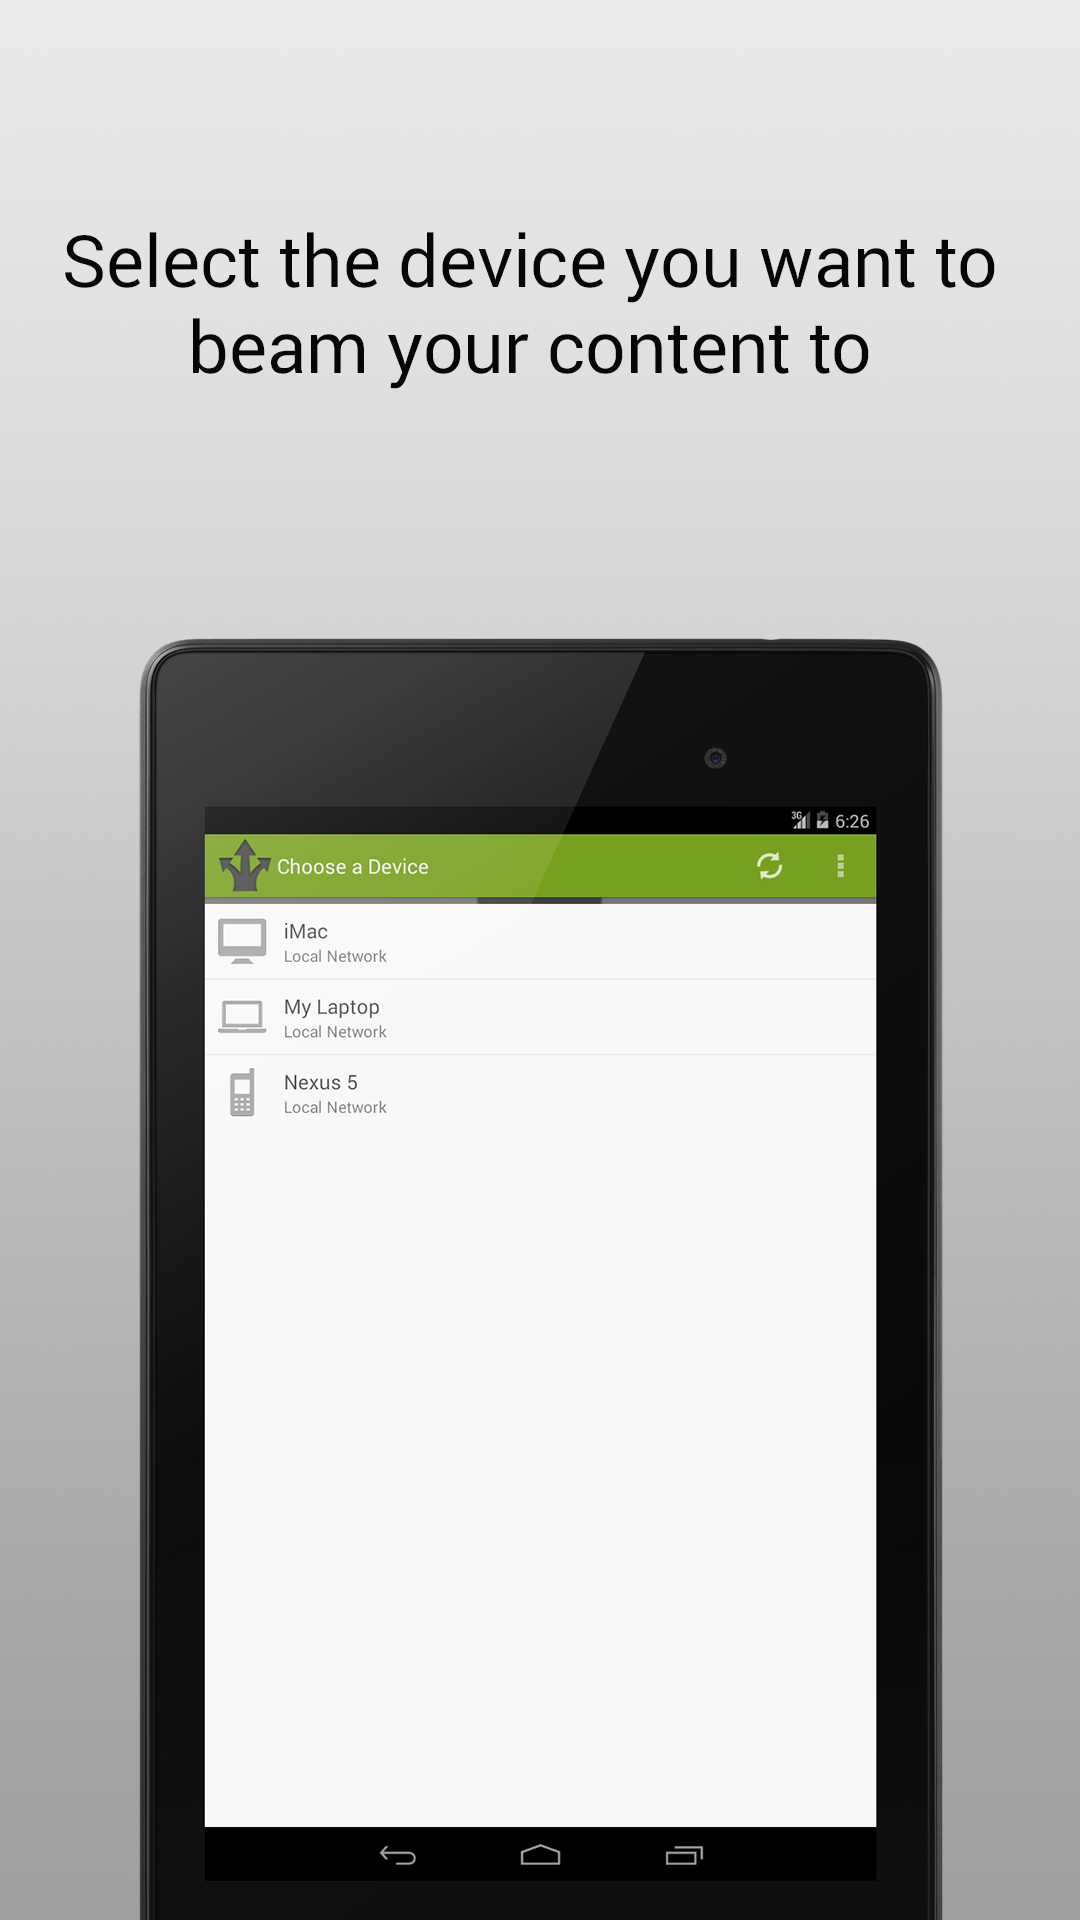 Select the device you want to
beam your content to
3G 6:26
Choose a Device
iMac
Local Network
My Laptop
Local Network
Nexus 5
Local Network